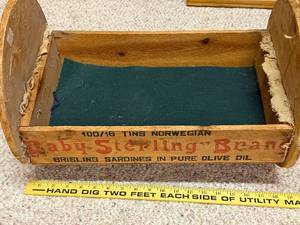 100/16 TINS NORWEGIAN
Baby-Sterling-Brand
BRISLING SARDINES IN PURE OLIVE OIL
HAND DIG TWO FEET EACH SIDE OF UTILITY MA